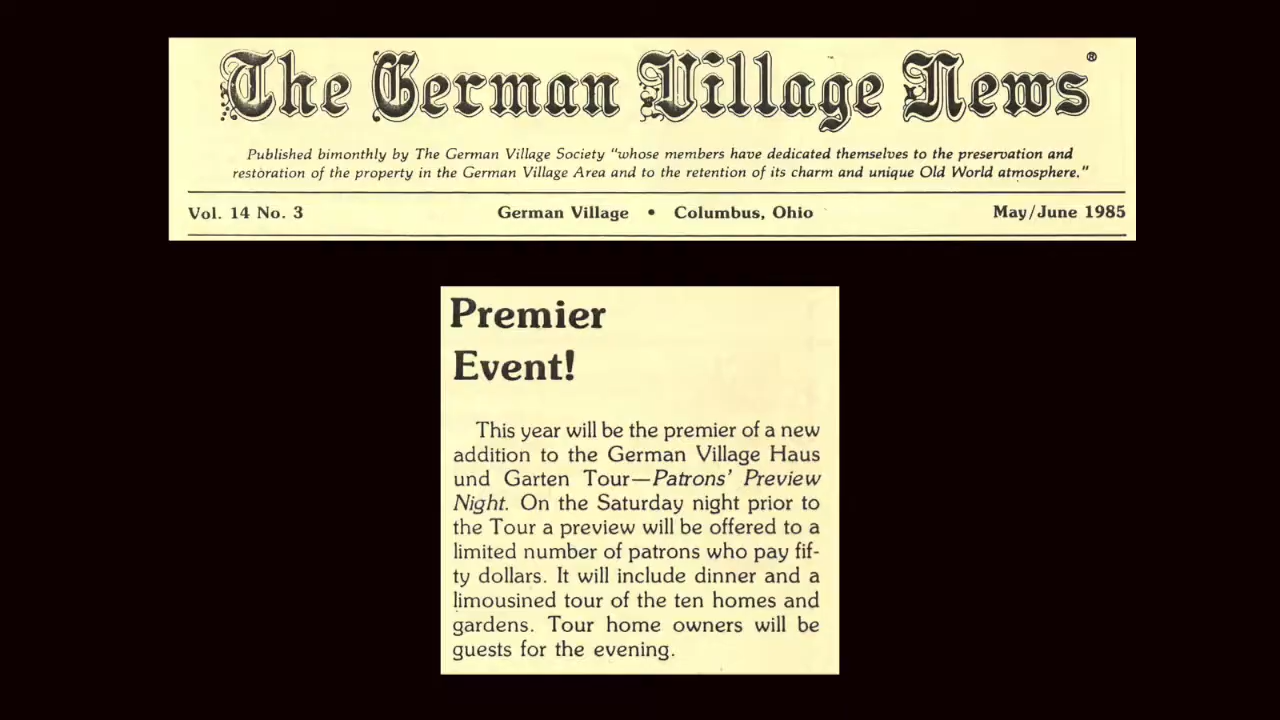 The German Village News®
Published bimonthly by The German Village Society "whose members have dedicated themselves to the preservation and
restoration of the property in the German Village Area and to the retention of its charm and unique Old World atmosphere."
Vol. 14 No. 3 German Village • Columbus, Ohio May/June 1985
Premier
Event!
This year will be the premier of a new
addition to the German Village Haus
und Garten Tour—Patrons' Preview
Night. On the Saturday night prior to
the Tour a preview will be offered to a
limited number of patrons who pay fif-
ty dollars. It will include dinner and a
limousined tour of the ten homes and
gardens. Tour home owners will be
guests for the evening.